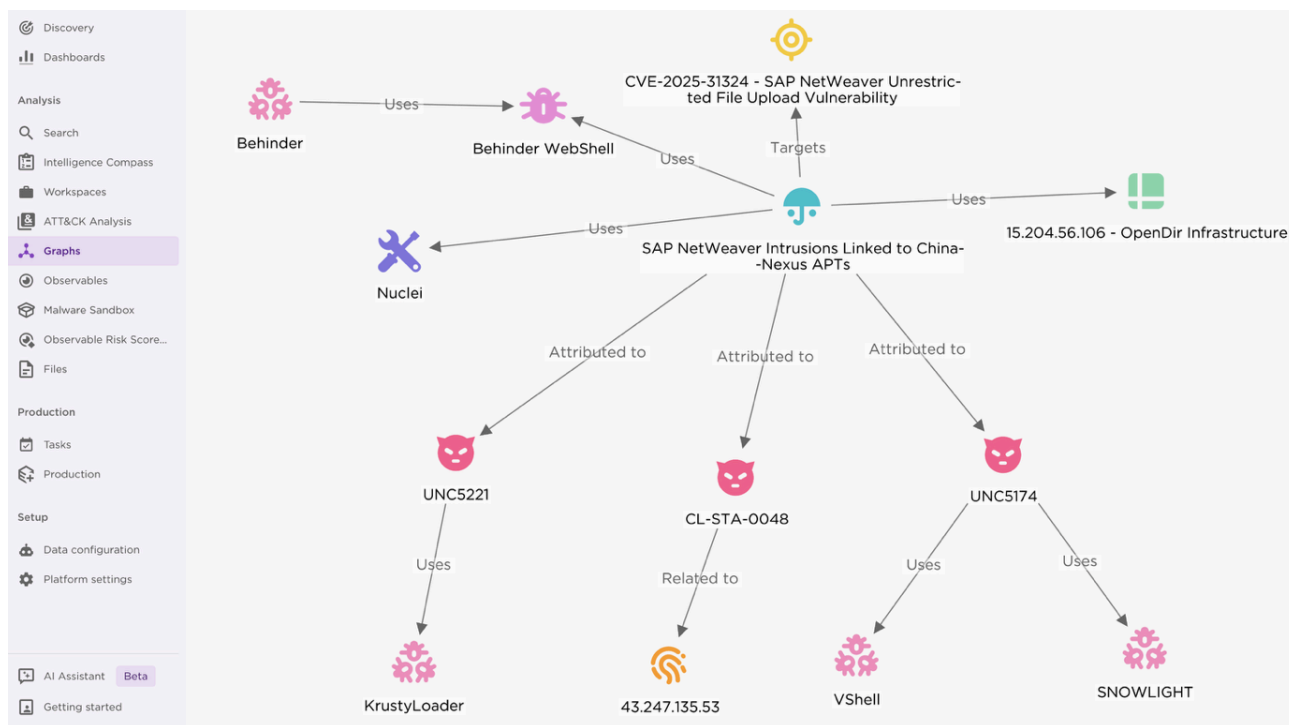 Discovery
Dashboards
Analysis
Search
Intelligence Compass
Workspaces
ATT&CK Analysis
Graphs
Observables
Malware Sandbox
Observable Risk Score...
Files
Production
Tasks
Production
Setup
Data configuration
Platform settings
AI Assistant Beta
Getting started
CVE-2025-31324 - SAP NetWeaver Unrestric-
ted File Upload Vulnerability
Behinder
Uses
Behinder WebShell
Uses
Targets
Uses
15.204.56.106 - OpenDir Infrastructure
Uses
Nuclei
SAP NetWeaver Intrusions Linked to China-
-Nexus APTs
Attributed to
Attributed to
Attributed to
UNC5221
CL-STA-0048
UNC5174
Uses
Related to
Uses
Uses
KrustyLoader
43.247.135.53
VShell
SNOWLIGHT